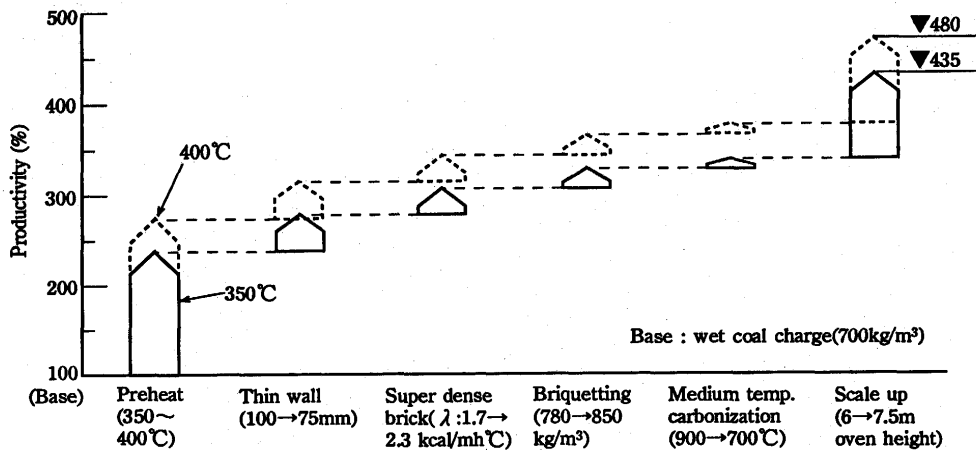 Productivity (%)
500
400
300
200
100
(Base)
▼480
▼435
400℃
350℃
Base : wet coal charge(700kg/m³)
Preheat
(350～
400℃)
Thin wall
(100→75mm)
Super dense
brick( λ :1.7→
2.3 kcal/mh℃)
Briquetting
(780→850
kg/m³)
Medium temp.
carbonization
(900→700℃)
Scale up
(6→7.5m
oven height)